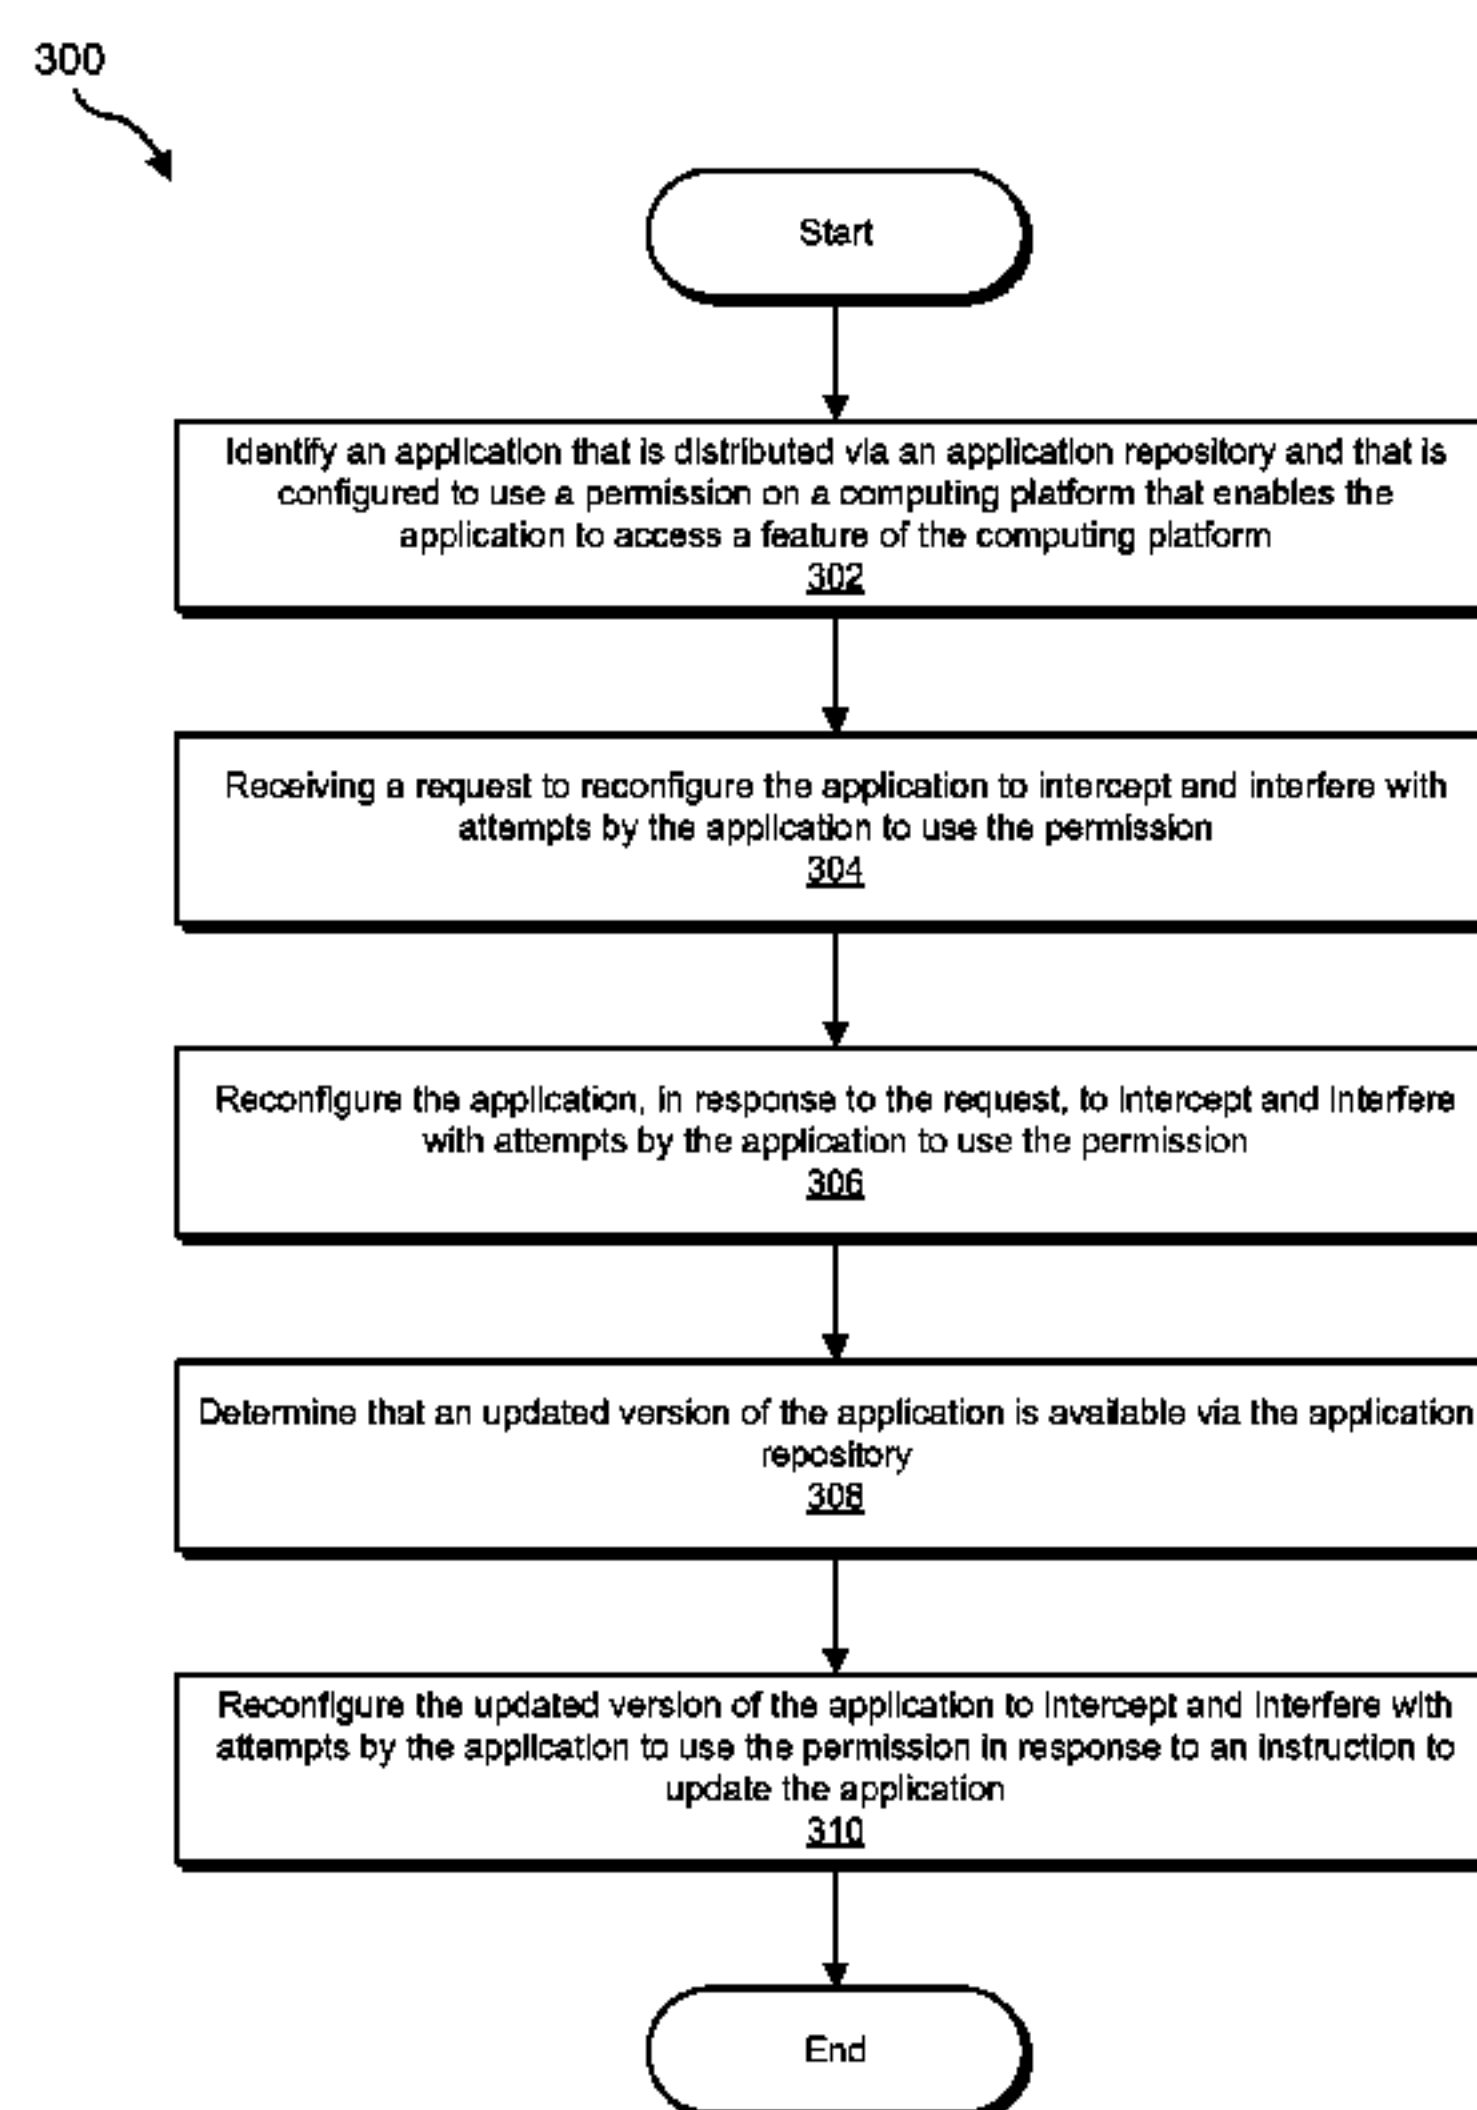 300
Start
Identify an application that is distributed via an application repository and that is
configured to use a permission on a computing platform that enables the
application to access a feature of the computing platform
302
Receiving a request to reconfigure the application to intercept and interfere with
attempts by the application to use the permission
304
Reconfigure the application, in response to the request, to intercept and interfere
with attempts by the application to use the permission
306
Determine that an updated version of the application is available via the application
repository
308
Reconfigure the updated version of the application to intercept and interfere with
attempts by the application to use the permission in response to an instruction to
update the application
310
End